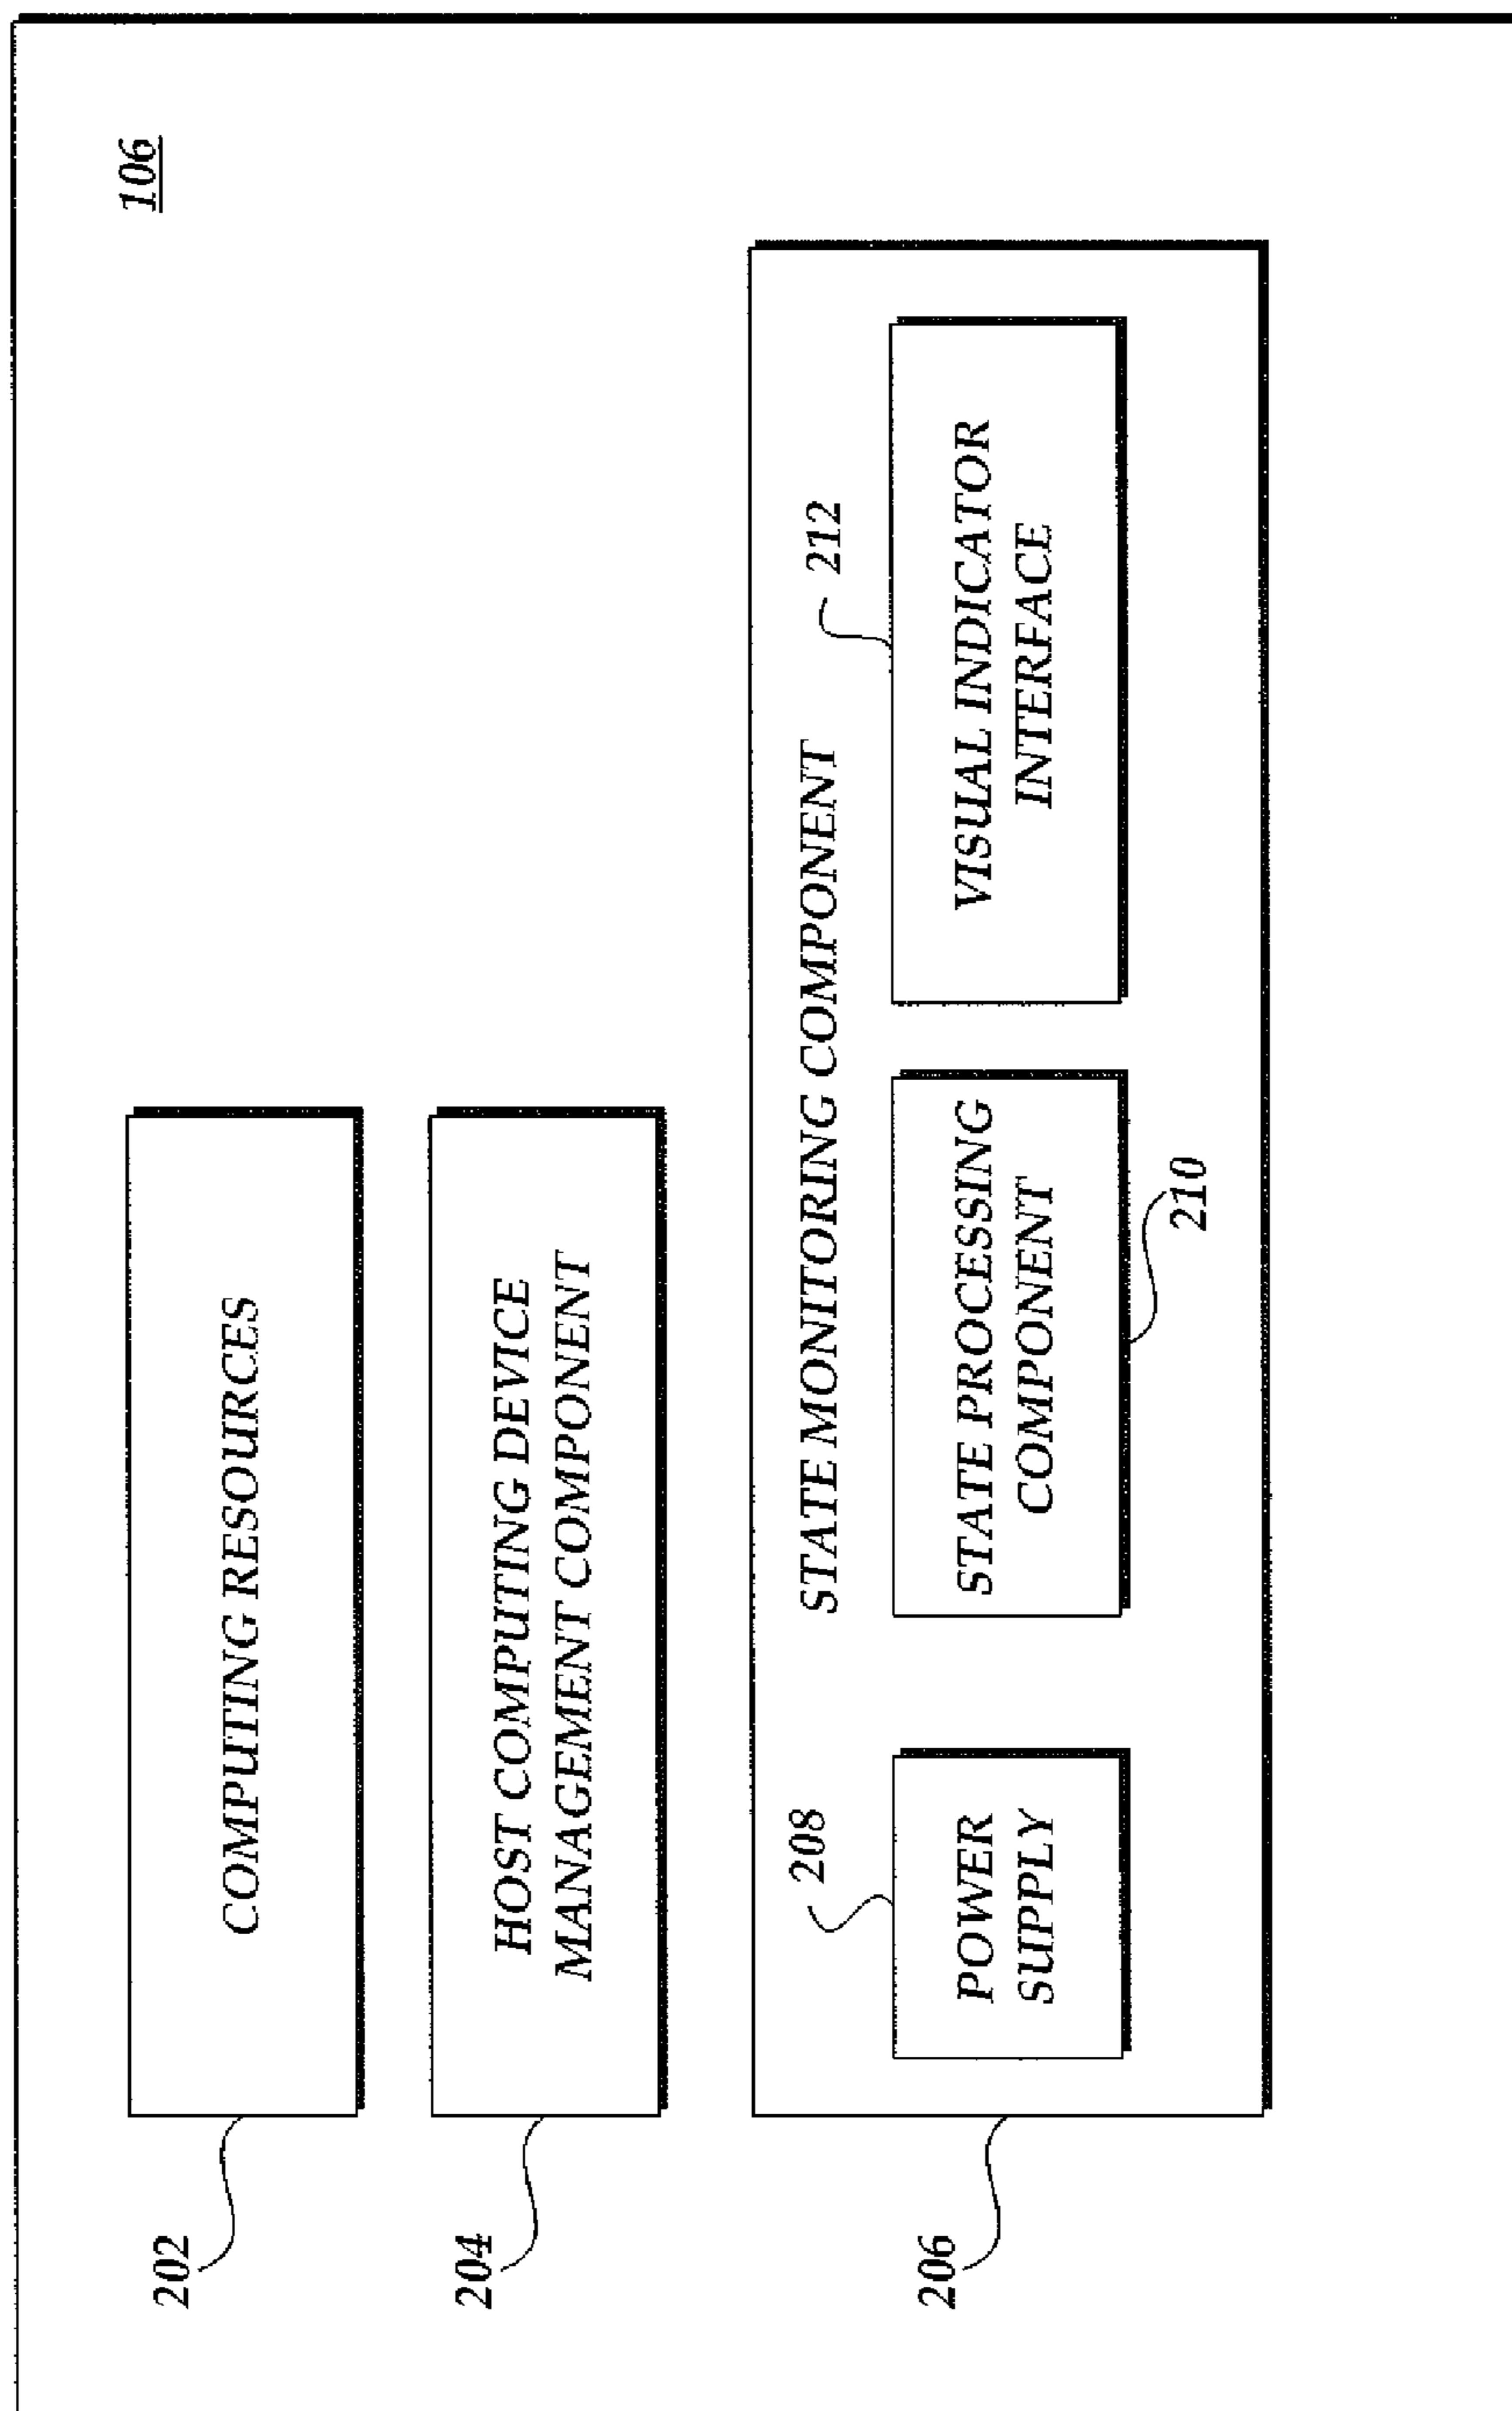 106
202
COMPUTING RESOURCES
204
HOST COMPUTING DEVICE
MANAGEMENT COMPONENT
206
STATE MONITORING COMPONENT
208
POWER
SUPPLY
STATE PROCESSING
COMPONENT
210
212
VISUAL INDICATOR
INTERFACE